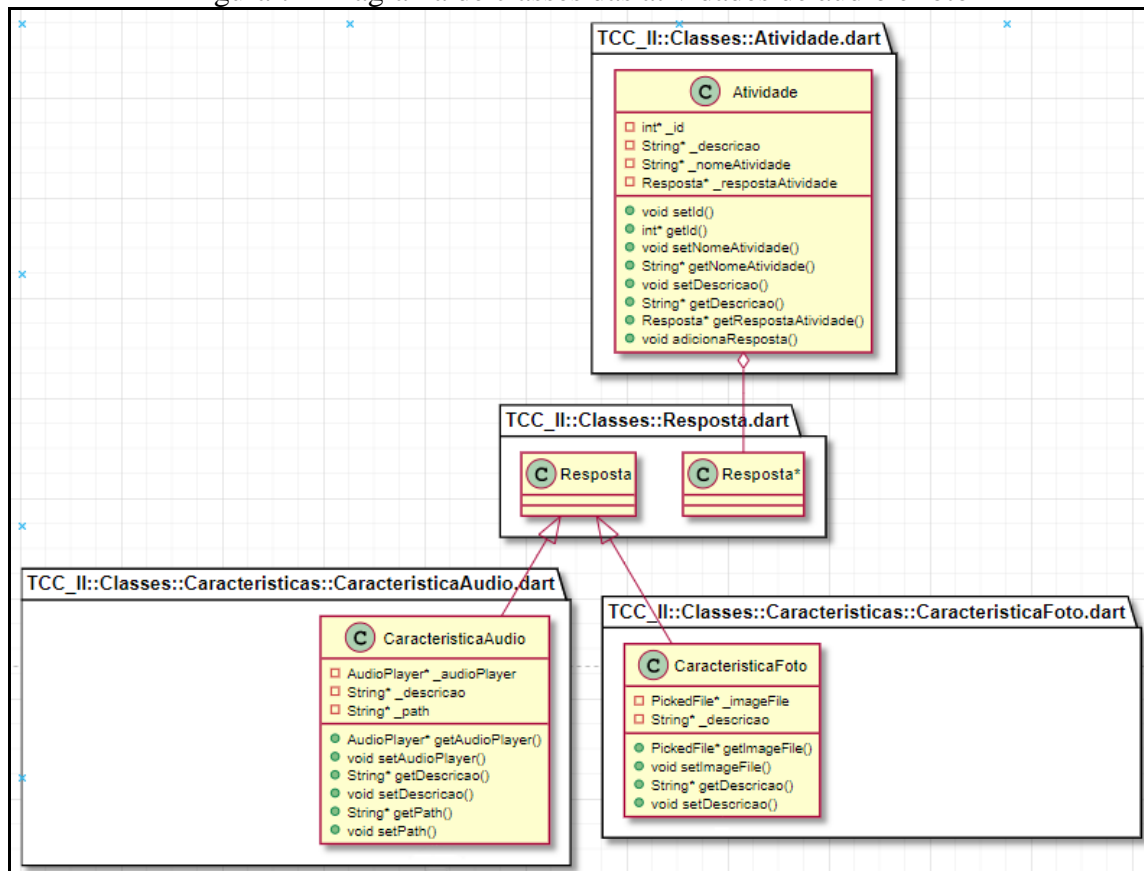 TCC_II::Classes::Atividade.dart
C Atividade
int* _id
String* _descricao
String* _nomeAtividade
Resposta* _respostaAtividade
void setId()
int* getId()
void setNomeAtividade()
String* getNomeAtividade()
void setDescricao()
String* getDescricao()
Resposta* getRespostaAtividade()
void adicionaResposta()
TCC_II::Classes::Resposta.dart
C Resposta
C Resposta*
TCC_II::Classes::Caracteristicas::CaracteristicaAudio.dart
C CaracteristicaAudio
AudioPlayer* _audioPlayer
String* _descricao
String* _path
AudioPlayer* getAudioPlayer()
void setAudioPlayer()
String* getDescricao()
void setDescricao()
String* getPath()
void setPath()
TCC_II::Classes::Caracteristicas::CaracteristicaFoto.dart
C CaracteristicaFoto
PickedFile* _imageFile
String* _descricao
PickedFile* getImageFile()
void setImageFile()
String* getDescricao()
void setDescricao()